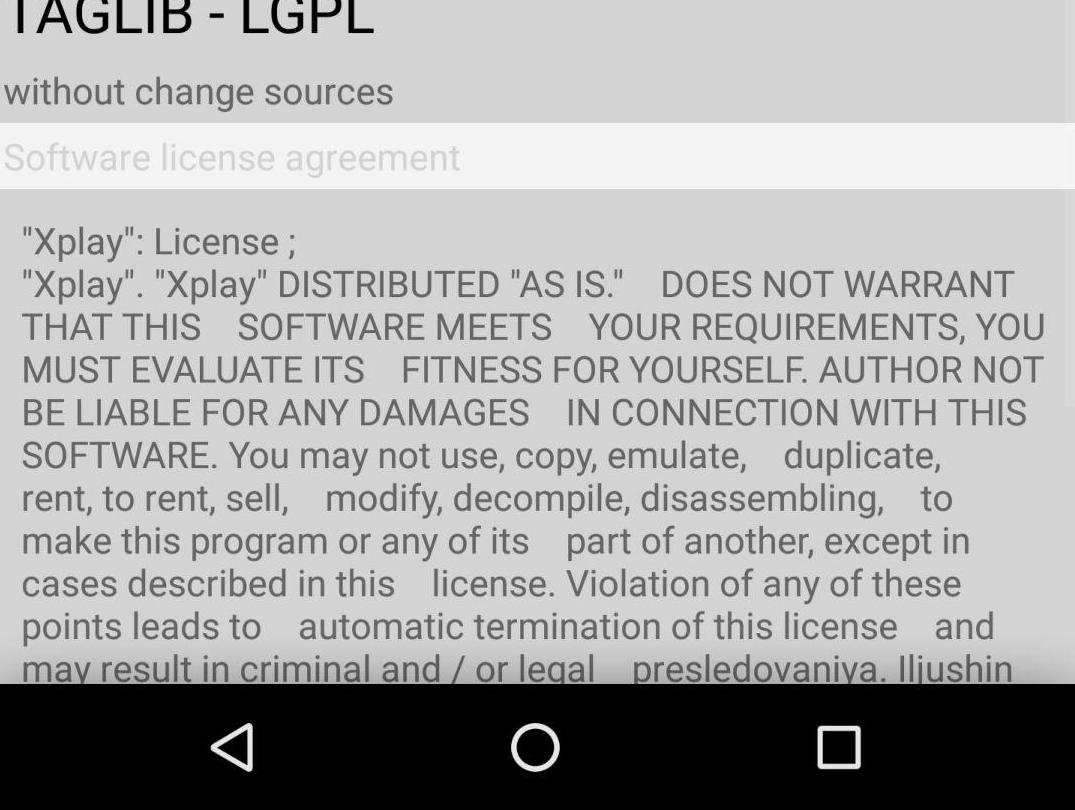 TAGLIB - LGPL
without change sources
Software license agreement
"Xplay": License ;
"Xplay". "Xplay" DISTRIBUTED "AS IS."    DOES NOT WARRANT
THAT THIS    SOFTWARE MEETS    YOUR REQUIREMENTS, YOU
MUST EVALUATE ITS    FITNESS FOR YOURSELF. AUTHOR NOT
BE LIABLE FOR ANY DAMAGES    IN CONNECTION WITH THIS
SOFTWARE. You may not use, copy, emulate,    duplicate,
rent, to rent, sell,    modify, decompile, disassembling,    to
make this program or any of its    part of another, except in
cases described in this    license. Violation of any of these
points leads to    automatic termination of this license    and
may result in criminal and / or legal    presledovaniya. Iljushin